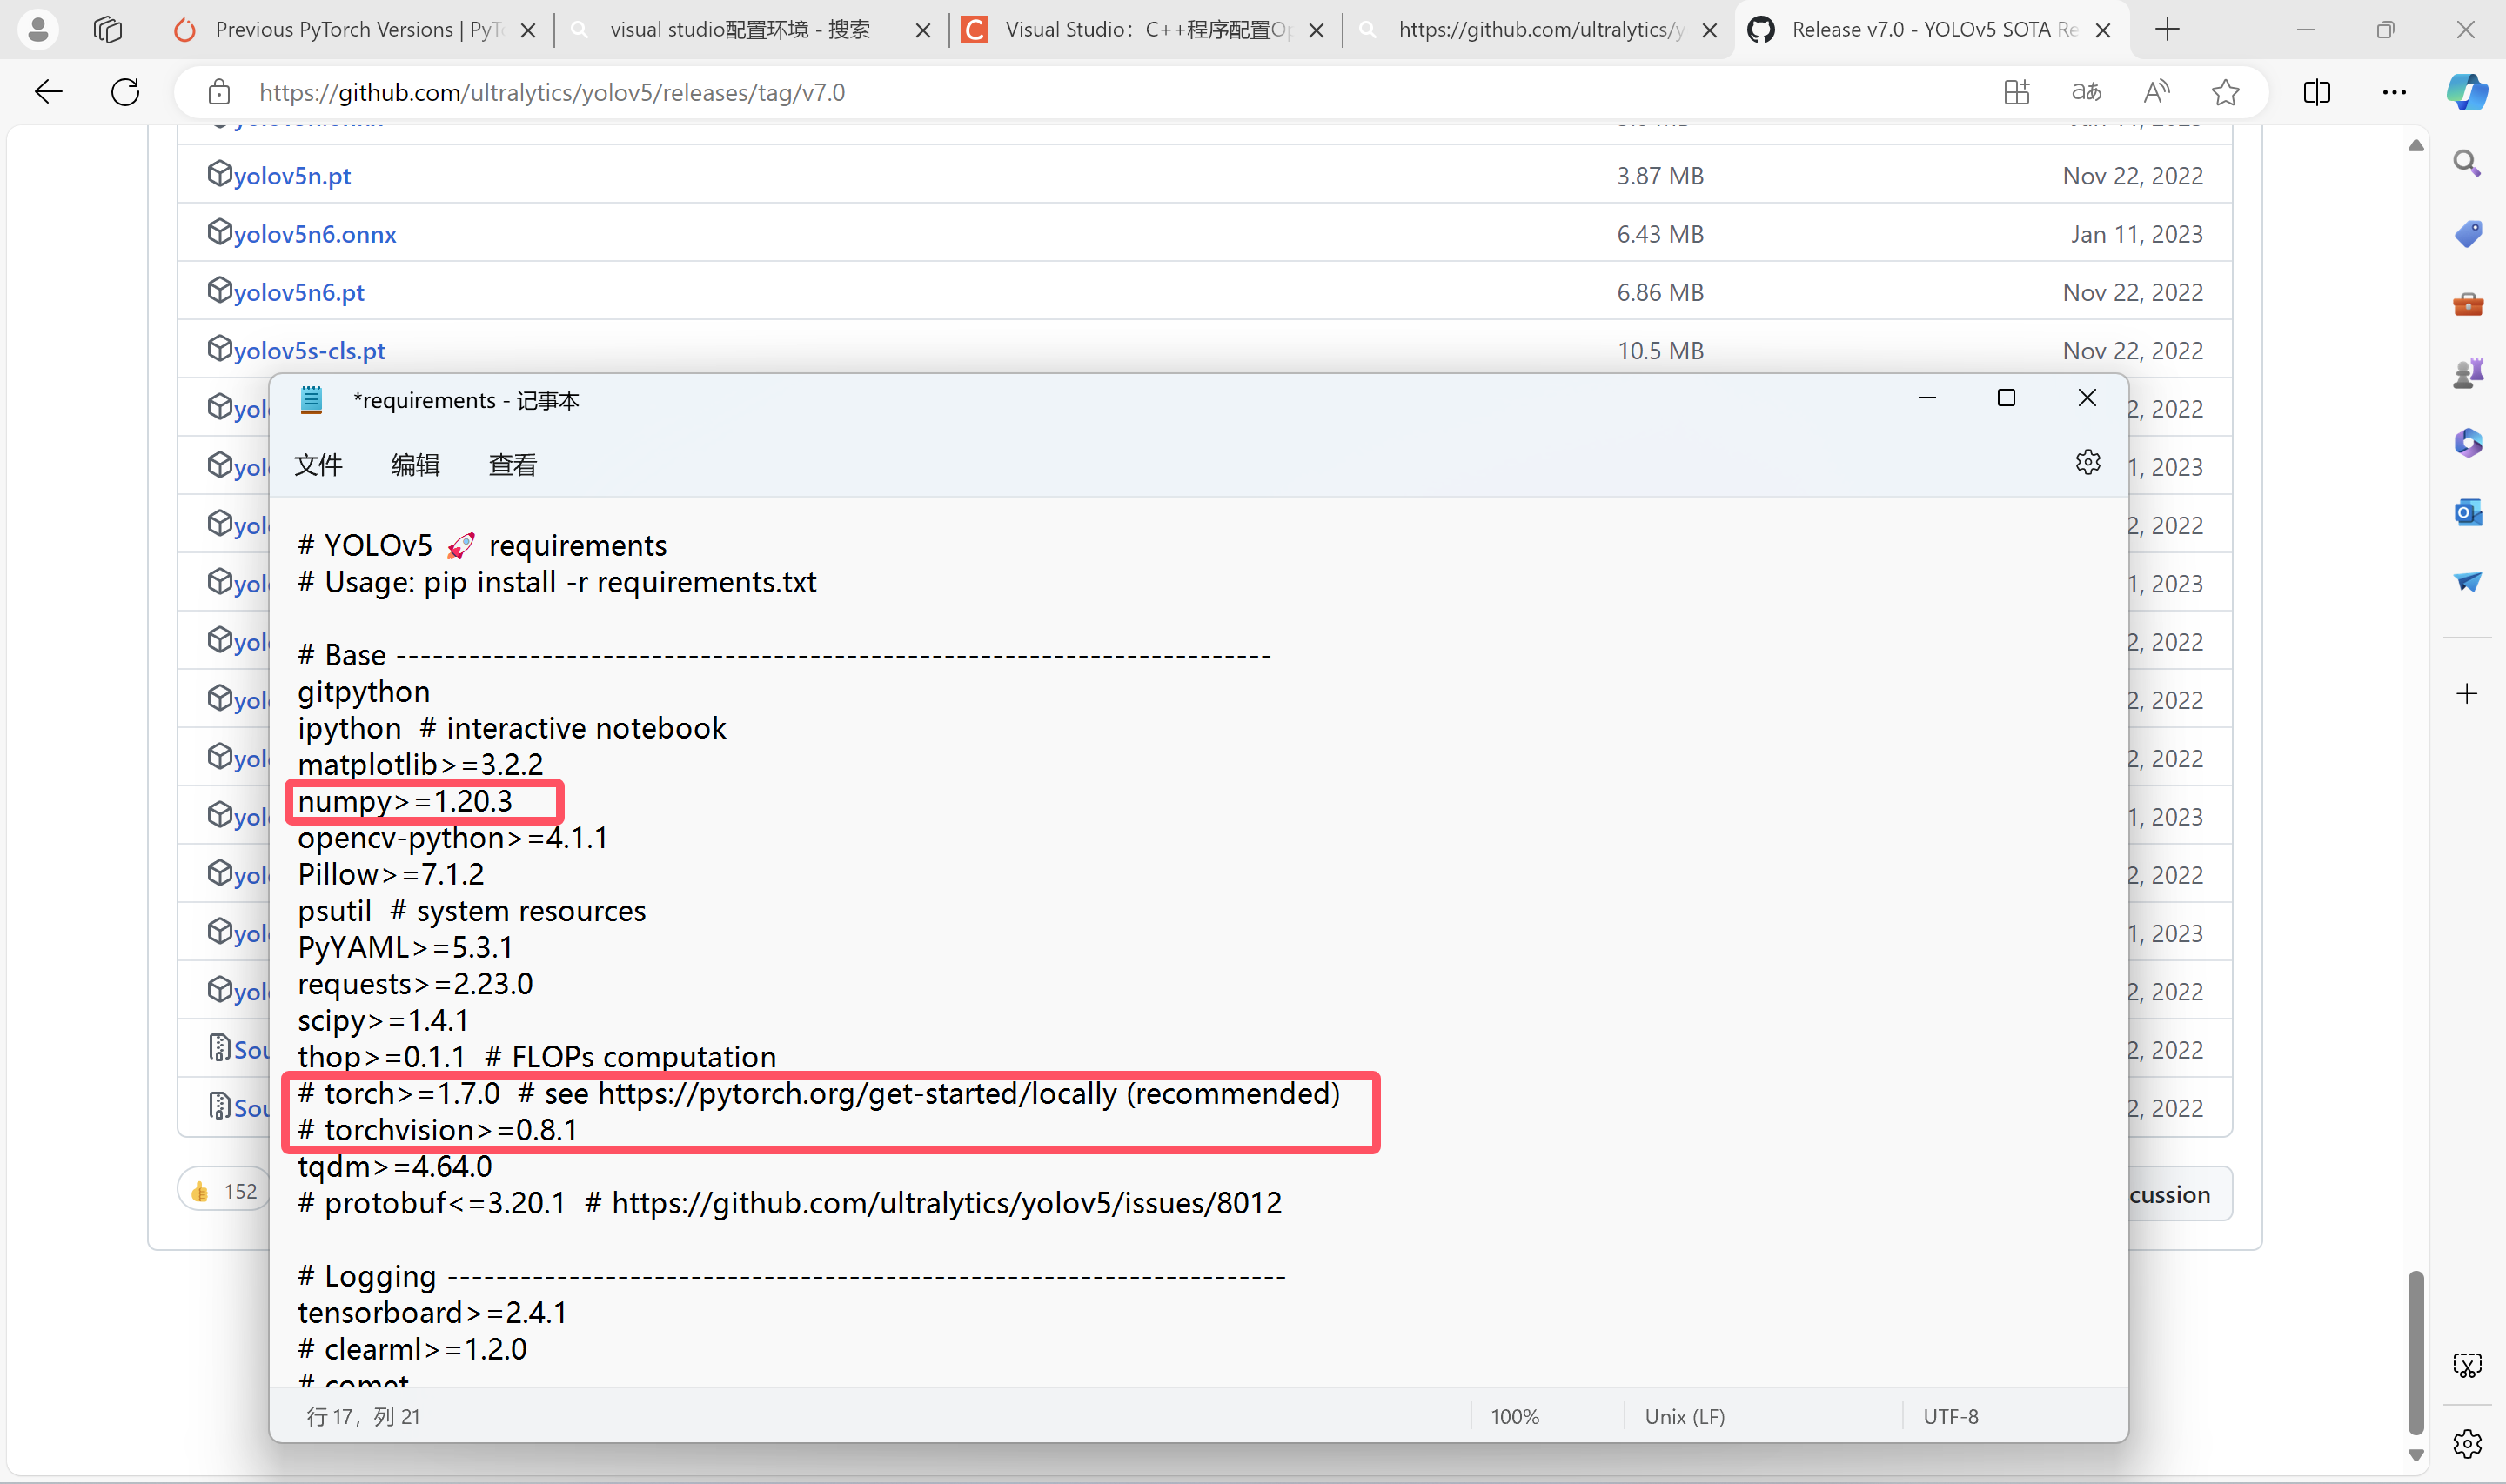 Previous PyTorch Versions | PyT
visual studio配置环境 - 搜索
Visual Studio：C++程序配置Op
https://github.com/ultralytics/y
Release v7.0 - YOLOv5 SOTA Re
https://github.com/ultralytics/yolov5/releases/tag/v7.0
yolov5n.pt 3.87 MB Nov 22, 2022
yolov5n6.onnx 6.43 MB Jan 11, 2023
yolov5n6.pt 6.86 MB Nov 22, 2022
yolov5s-cls.pt 10.5 MB Nov 22, 2022
*requirements - 记事本
文件 编辑 查看
# YOLOv5 🚀 requirements
# Usage: pip install -r requirements.txt
# Base ------------------------------------------------------------------------
gitpython
ipython  # interactive notebook
matplotlib>=3.2.2
numpy>=1.20.3
opencv-python>=4.1.1
Pillow>=7.1.2
psutil  # system resources
PyYAML>=5.3.1
requests>=2.23.0
scipy>=1.4.1
thop>=0.1.1  # FLOPs computation
# torch>=1.7.0  # see https://pytorch.org/get-started/locally (recommended)
# torchvision>=0.8.1
tqdm>=4.64.0
# protobuf<=3.20.1  # https://github.com/ultralytics/yolov5/issues/8012
# Logging ---------------------------------------------------------------------
tensorboard>=2.4.1
# clearml>=1.2.0
# comet
行 17，列 21 100% Unix (LF) UTF-8
yol 2, 2022
yol 1, 2023
yol 2, 2022
yol 1, 2023
yol 2, 2022
yol 2, 2022
yol 2, 2022
yol 1, 2023
yol 2, 2022
yol 1, 2023
yol 2, 2022
Sou 2, 2022
Sou 2, 2022
👍 152
cussion